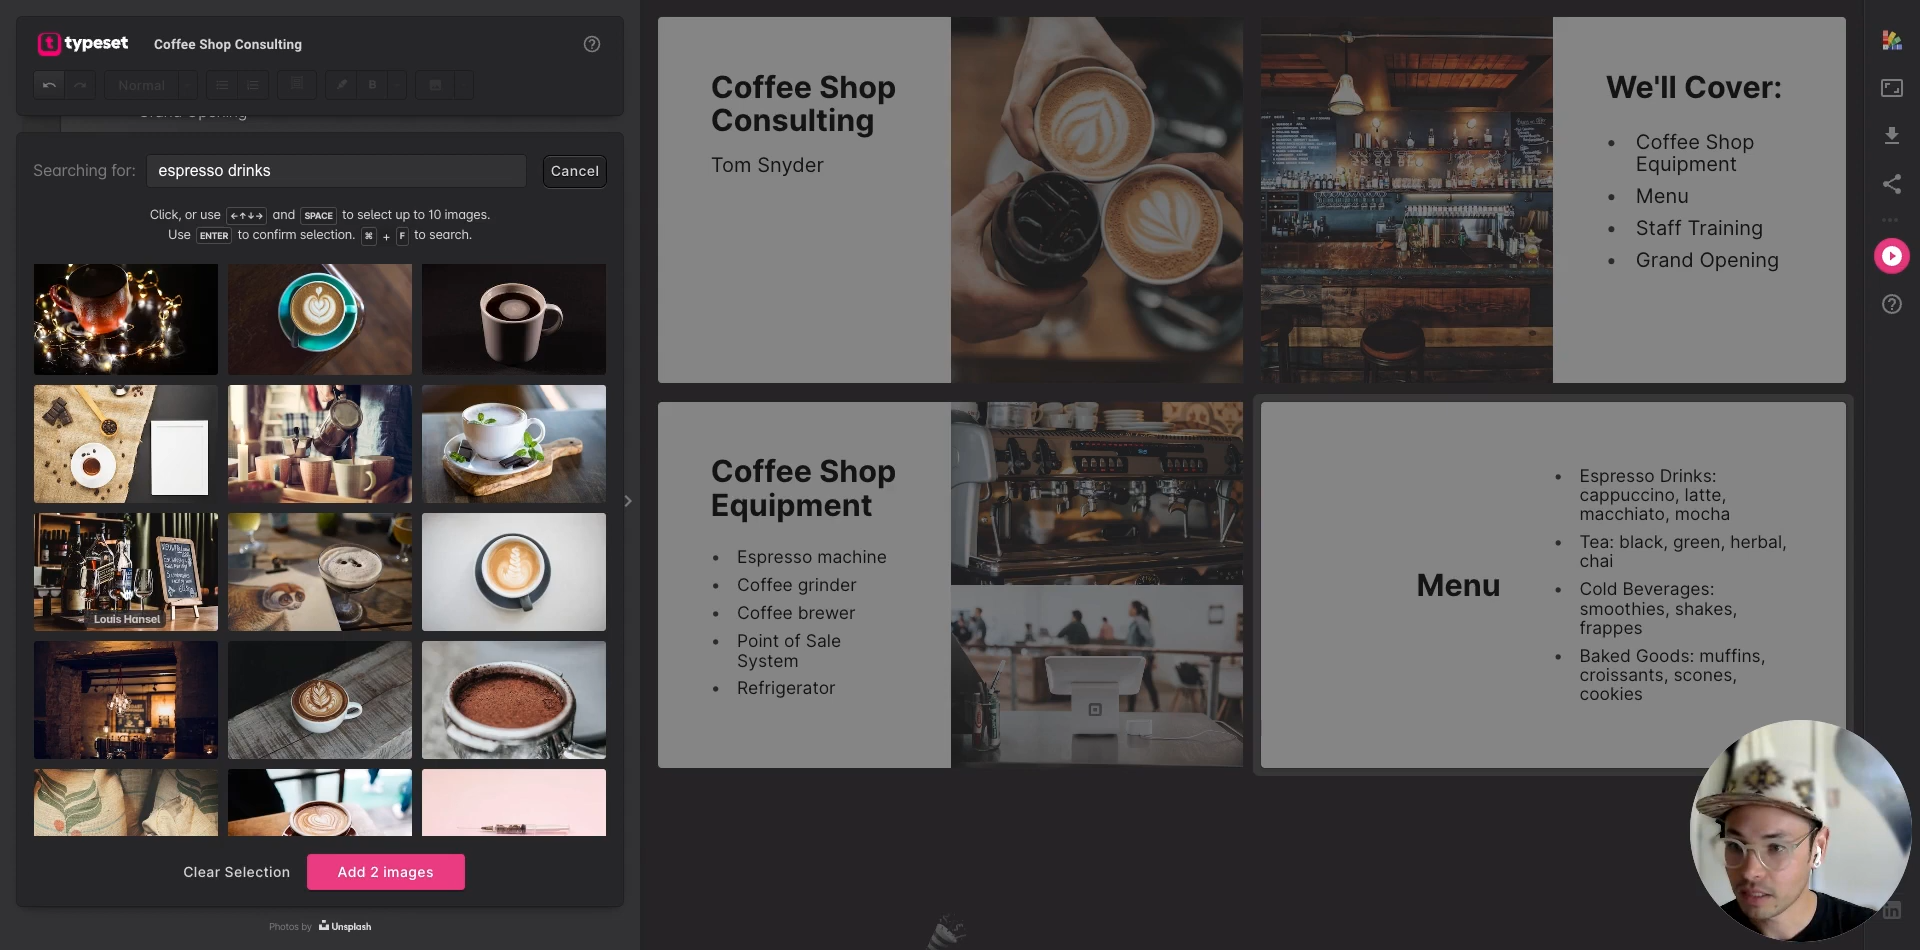 typeset
Coffee Shop Consulting
Normal
B
Grand Opening
Searching for:
espresso drinks
Cancel
Click, or use ←↑↓→ and SPACE to select up to 10 images.
Use ENTER to confirm selection. ⌘ + F to search.
Louis Hansel
Clear Selection
Add 2 images
Photos by Unsplash
Coffee Shop
Consulting
Tom Snyder
We'll Cover:
• Coffee Shop
Equipment
• Menu
• Staff Training
• Grand Opening
Coffee Shop
Equipment
• Espresso machine
• Coffee grinder
• Coffee brewer
• Point of Sale
System
• Refrigerator
Menu
• Espresso Drinks:
cappuccino, latte,
macchiato, mocha
• Tea: black, green, herbal,
chai
• Cold Beverages:
smoothies, shakes,
frappes
• Baked Goods: muffins,
croissants, scones,
cookies
in